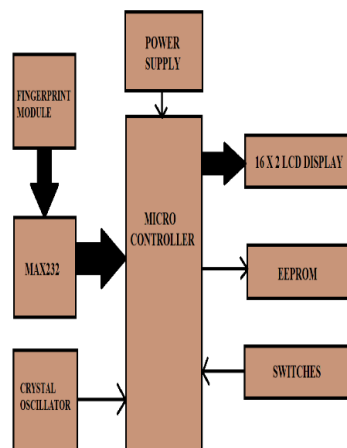 POWER
SUPPLY
FINGERPRINT
MODULE
16 X 2 LCD DISPLAY
MICRO
CONTROLLER
MAX232
EEPROM
SWITCHES
CRYSTAL
OSCILLATOR